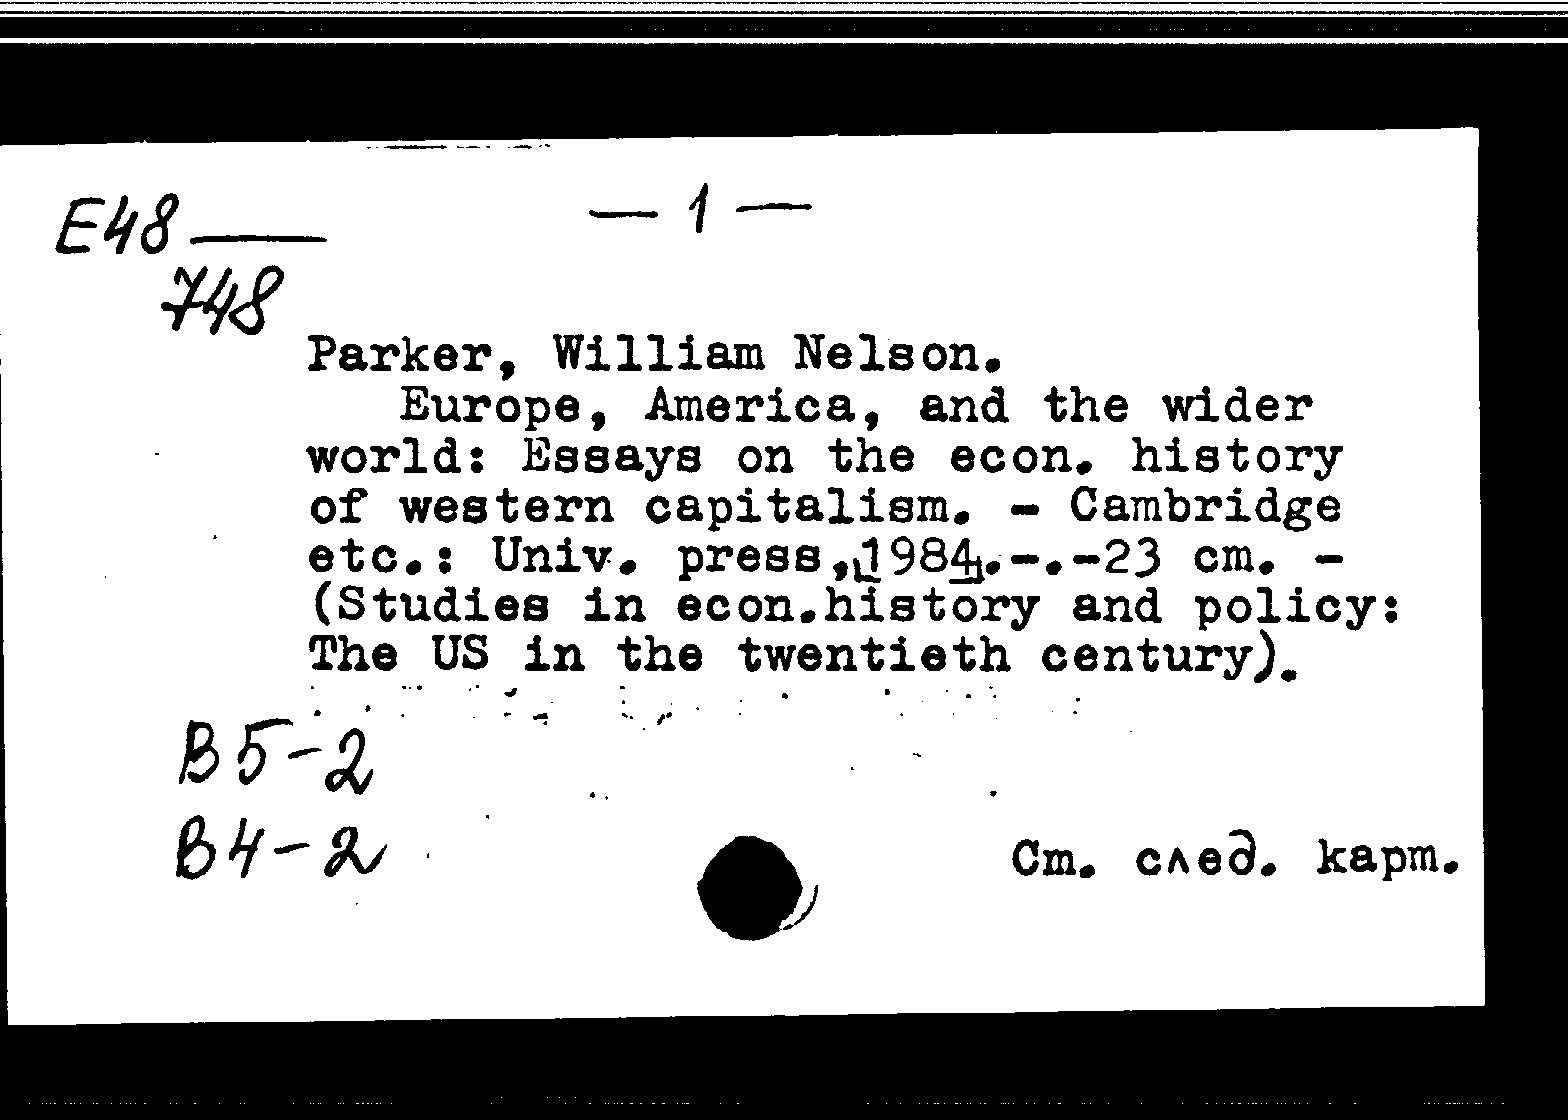 E48 — 1 —
748
Parker, William Nelson.
Europe, America, and the wider
world: Essays on the econ. history
of western capitalism. - Cambridge
etc.: Univ. press, 1984.-.-23 cm. -
(Studies in econ.history and policy:
The US in the twentieth century).
B5-2
B4-2
Ст. след. карт.